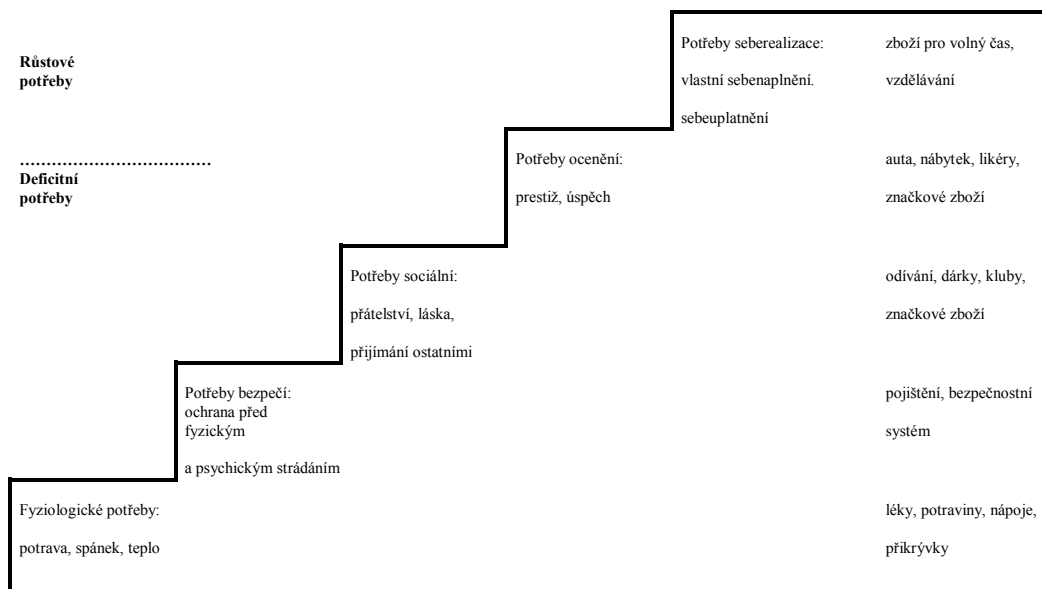 Růstové
potřeby
Potřeby seberealizace:
vlastní sebenaplnění.
sebeuplatnění
zboží pro volný čas,
vzdělávání
....................................
Deficitní
potřeby
Potřeby ocenění:
prestiž, úspěch
auta, nábytek, likéry,
značkové zboží
Potřeby sociální:
přátelství, láska,
přijímání ostatními
odívání, dárky, kluby,
značkové zboží
Potřeby bezpečí:
ochrana před
fyzickým
a psychickým strádáním
pojištění, bezpečnostní
systém
Fyziologické potřeby:
potrava, spánek, teplo
léky, potraviny, nápoje,
přikrývky